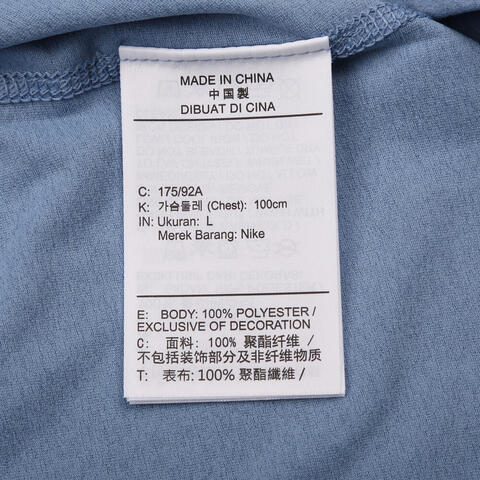 MADE IN CHINA
中国製
DIBUAT DI CINA
C: 175/92A
K: 가슴둘레 (Chest): 100cm
IN: Ukuran: L
Merek Barang: Nike
E: BODY: 100% POLYESTER /
EXCLUSIVE OF DECORATION
C: 面料: 100% 聚酯纤维 /
不包括装饰部分及非纤维物质
T: 表布: 100% 聚酯纖維 /